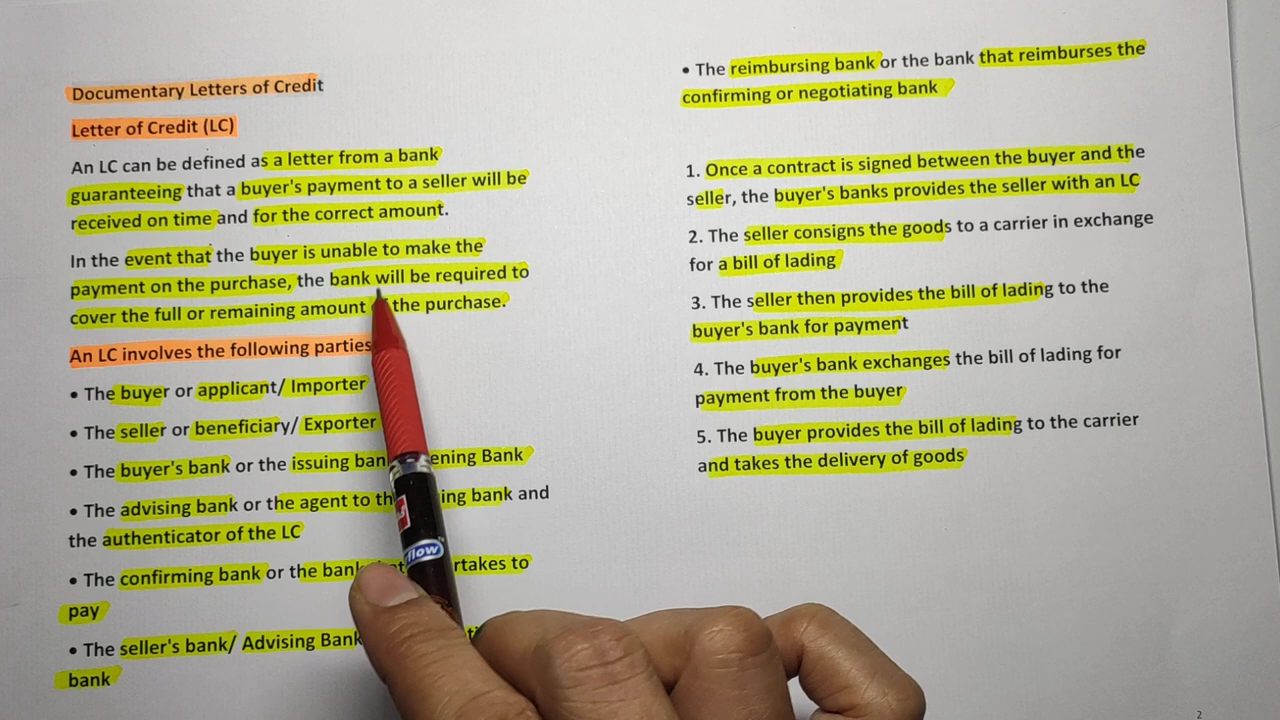 Documentary Letters of Credit
Letter of Credit (LC)
An LC can be defined as a letter from a bank
guaranteeing that a buyer's payment to a seller will be
received on time and for the correct amount.
In the event that the buyer is unable to make the
payment on the purchase, the bank will be required to
cover the full or remaining amount the purchase.
An LC involves the following parties
• The buyer or applicant/ Importer
• The seller or beneficiary/ Exporter
• The buyer's bank or the issuing ening Bank
• The advising bank or the agent to ing bank and
the authenticator of the LC
• The confirming bank or the bank rtakes to
pay
• The seller's bank/ Advising Bank
bank
• The reimbursing bank or the bank that reimburses the
confirming or negotiating bank
1. Once a contract is signed between the buyer and the
seller, the buyer's banks provides the seller with an LC
2. The seller consigns the goods to a carrier in exchange
for a bill of lading
3. The seller then provides the bill of lading to the
buyer's bank for payment
4. The buyer's bank exchanges the bill of lading for
payment from the buyer
5. The buyer provides the bill of lading to the carrier
and takes the delivery of goods
flow
2